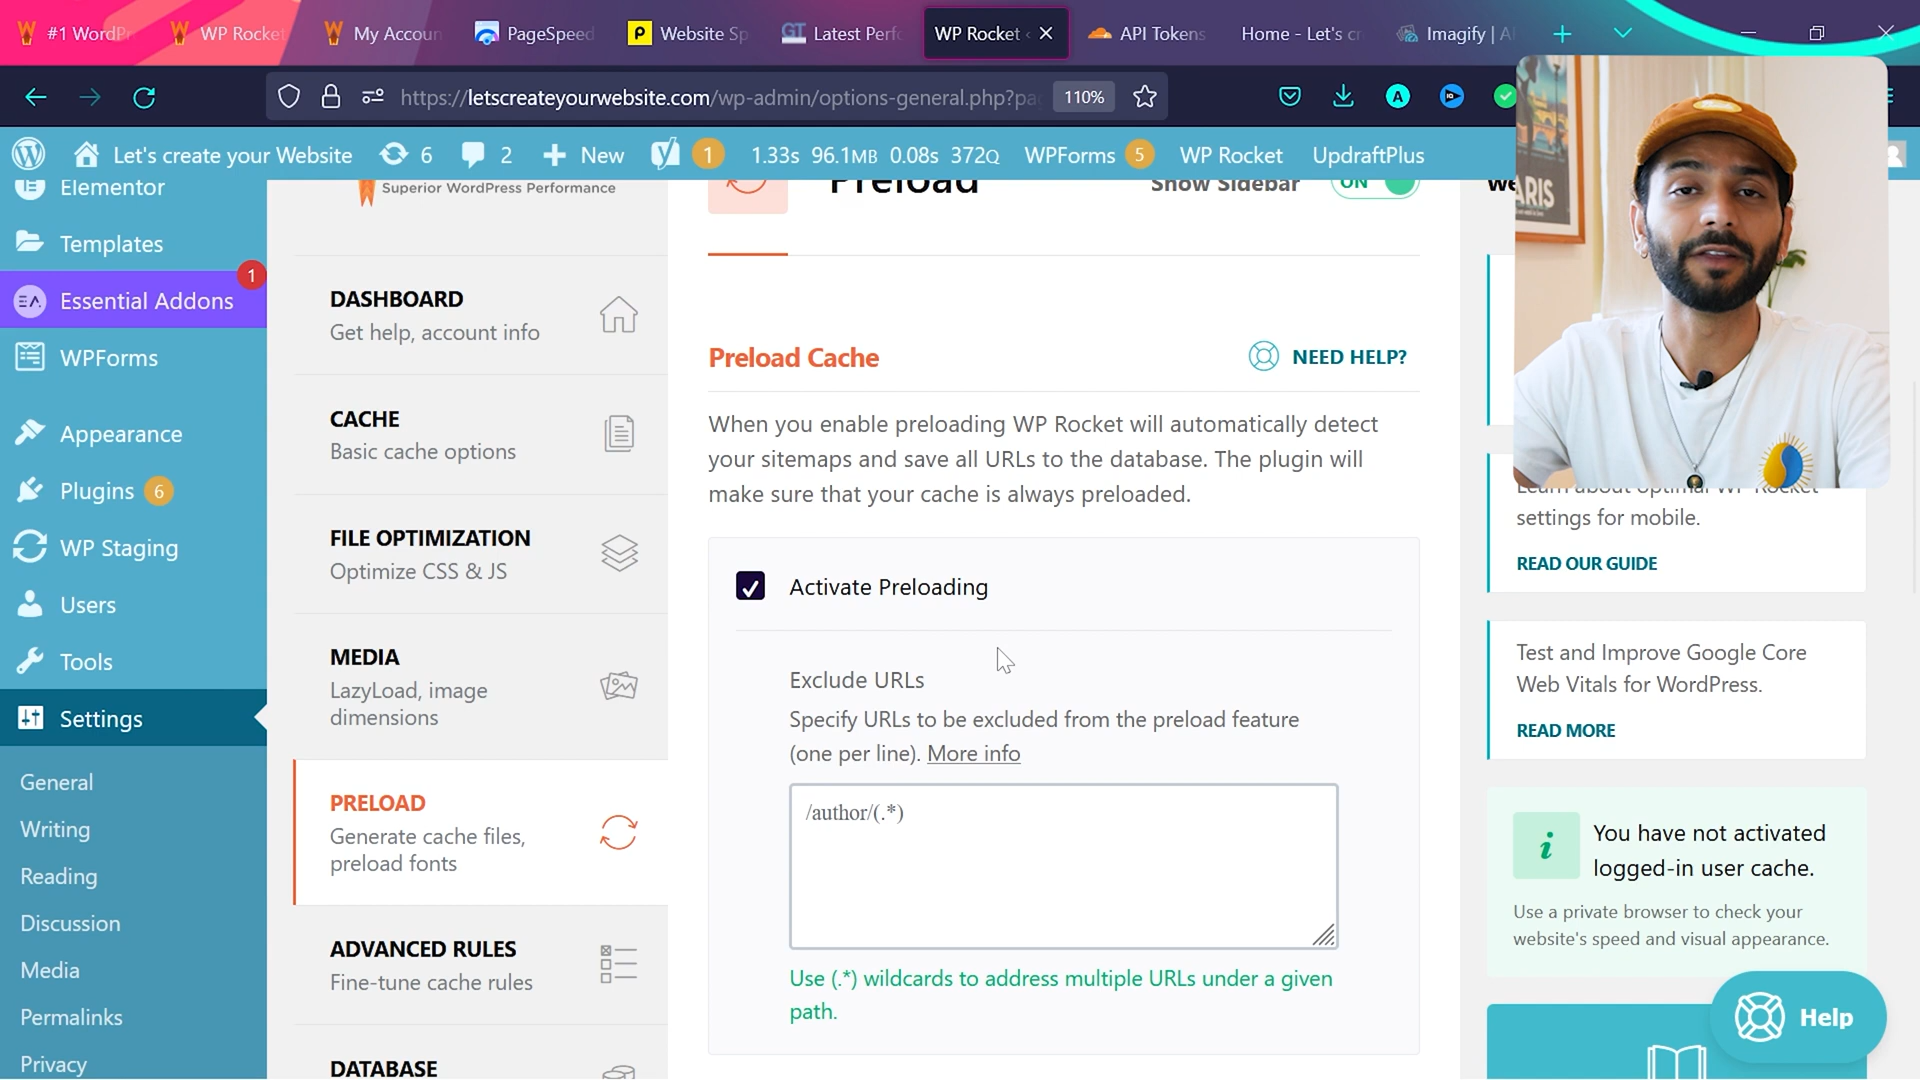 #1 WordPr
WP Rocket
My Accoun
PageSpeed
Website Sp
GT Latest Perfo
WP Rocket
API Tokens
Home - Let's cr
Imagify | A
https://letscreateyourwebsite.com/wp-admin/options-general.php?pa
110%
Let's create your Website
6
2
New
1
1.33s 96.1MB 0.08s 372Q
WPForms 5
WP Rocket
UpdraftPlus
Elementor
Templates
Essential Addons
1
WPForms
Appearance
Plugins 6
WP Staging
Users
Tools
Settings
General
Writing
Reading
Discussion
Media
Permalinks
Privacy
Superior WordPress Performance
DASHBOARD
Get help, account info
CACHE
Basic cache options
FILE OPTIMIZATION
Optimize CSS & JS
MEDIA
LazyLoad, image
dimensions
PRELOAD
Generate cache files,
preload fonts
ADVANCED RULES
Fine-tune cache rules
DATABASE
Preload
Show Sidebar
ON
Preload Cache
NEED HELP?
When you enable preloading WP Rocket will automatically detect
your sitemaps and save all URLs to the database. The plugin will
make sure that your cache is always preloaded.
Activate Preloading
Exclude URLs
Specify URLs to be excluded from the preload feature
(one per line). More info
/author/(.*)
Use (.*) wildcards to address multiple URLs under a given
path.
We
ARIS
Learn about optimal WP Rocket
settings for mobile.
READ OUR GUIDE
Test and Improve Google Core
Web Vitals for WordPress.
READ MORE
You have not activated
logged-in user cache.
Use a private browser to check your
website's speed and visual appearance.
Help